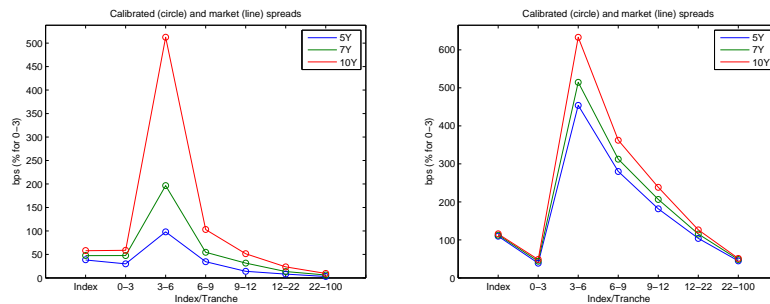 Calibrated (circle) and market (line) spreads
5Y
7Y
10Y
500
450
400
350
300
250
200
150
100
50
0
bps (% for 0−3)
Index
0−3
3−6
6−9
9−12
12−22
22−100
Index/Tranche
Calibrated (circle) and market (line) spreads
5Y
7Y
10Y
600
500
400
300
200
100
0
bps (% for 0−3)
Index
0−3
3−6
6−9
9−12
12−22
22−100
Index/Tranche